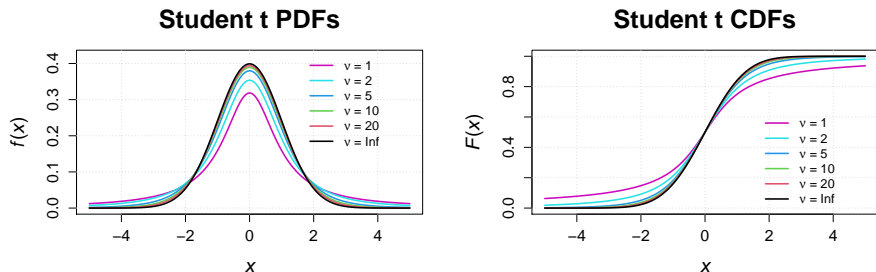 Student t PDFs
f(x)
0.4
0.3
0.2
0.1
0.0
−4 −2 0 2 4
x
ν = 1
ν = 2
ν = 5
ν = 10
ν = 20
ν = Inf
Student t CDFs
F(x)
0.8
0.4
0.0
−4 −2 0 2 4
x
ν = 1
ν = 2
ν = 5
ν = 10
ν = 20
ν = Inf